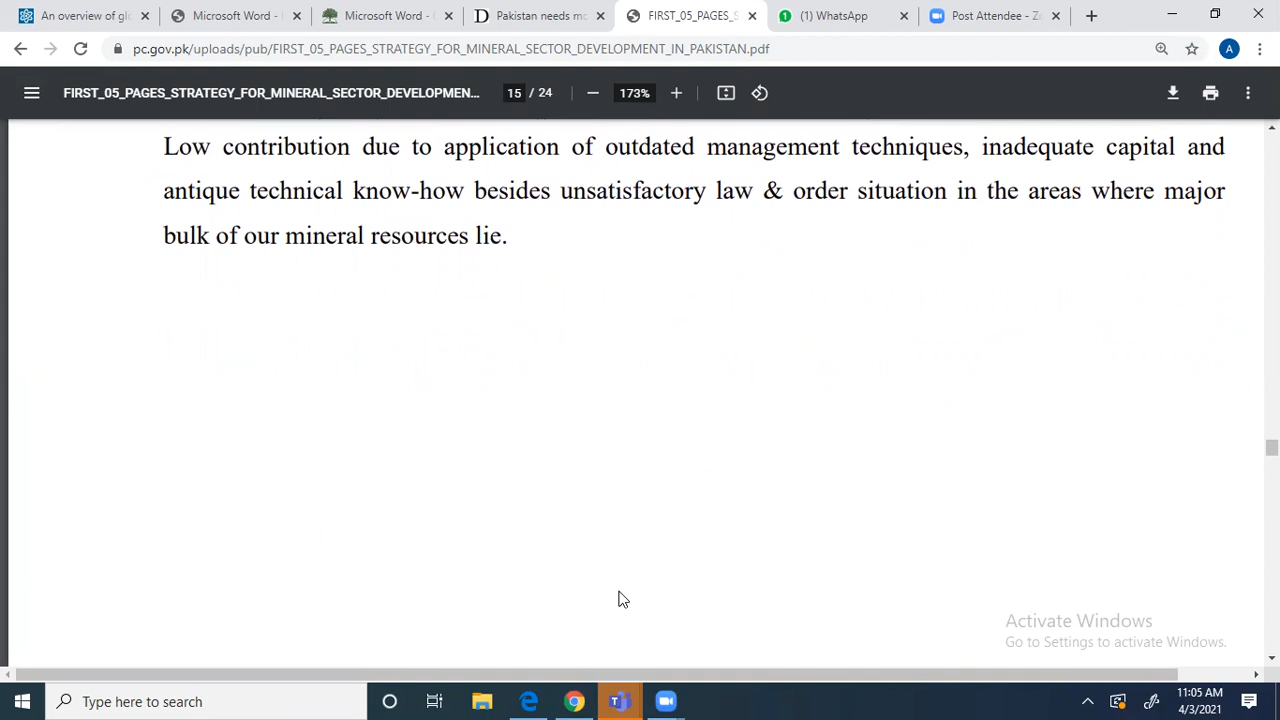 An overview of glo
Microsoft Word - 
Microsoft Word - 
Pakistan needs mo
FIRST_05_PAGES_S
(1) WhatsApp
Post Attendee - Zo
pc.gov.pk/uploads/pub/FIRST_05_PAGES_STRATEGY_FOR_MINERAL_SECTOR_DEVELOPMENT_IN_PAKISTAN.pdf
A
FIRST_05_PAGES_STRATEGY_FOR_MINERAL_SECTOR_DEVELOPMEN...
15 / 24
173%
Low contribution due to application of outdated management techniques, inadequate capital and
antique technical know-how besides unsatisfactory law & order situation in the areas where major
bulk of our mineral resources lie.
Activate Windows
Go to Settings to activate Windows.
Type here to search
11:05 AM
4/3/2021